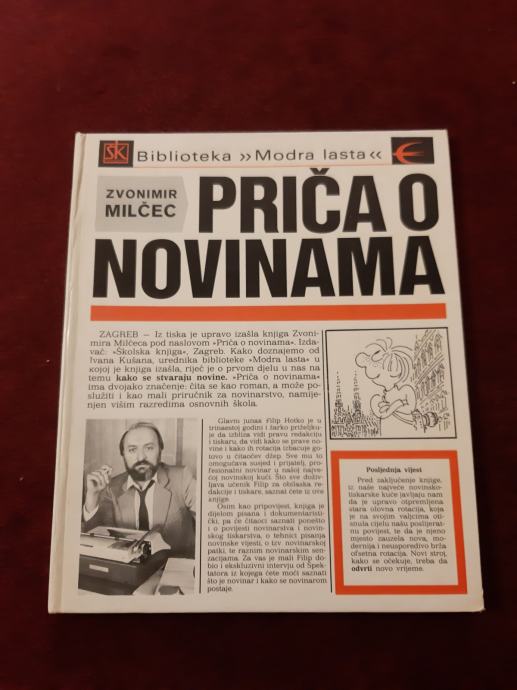 ŠK Biblioteka »Modra lasta«
ZVONIMIR
MILČEC
PRIČA O
NOVINAMA
ZAGREB — Iz tiska je upravo izašla knjiga Zvoni-
mira Milčeca pod naslovom »Priča o novinama«. Izda-
vač: »Školska knjiga«, Zagreb. Kako doznajemo od
Ivana Kušana, urednika biblioteke »Modra lasta« u
kojoj je knjiga izašla, riječ je o prvom djelu u nas na
temu kako se stvaraju novine. »Priča o novinama«
ima dvojako značenje: čita se kao roman, a može po-
služiti i kao mali priručnik za novinarstvo, namije-
njen višim razredima osnovnih škola.
Glavni junak Filip Hotko je u
trinaestoj godini i žarko priželjku-
je da izbliza vidi pravu redakciju
i tiskaru, da vidi kako se prave no-
vine i kako ih rotacija izbacuje go-
tovo u čitaočev džep. Sve mu to
omogućava susjed i prijatelj, pro-
fesionalni novinar u našoj najve-
ćoj novinskoj kući. Što sve doživ-
ljava učenik Filip za obilaska re-
dakcije i tiskare, saznat ćete iz ove
knjige.
Osim kao pripovijest, knjiga je
dijelom pisana i dokumentaristi-
čki, pa će čitaoci saznati ponešto
i o povijesti novinarstva i novin-
skog tiskarstva, o tehnici pisanja
novinske vijesti, o tzv novinarskoj
patki, te raznim novinarskim sen-
zacijama. Za vas je mali Filip do-
bio i ekskluzivni intervju od Špek-
tatora iz kojega ćete moći saznati
što je novinar i kako se novinarom
postaje.
Posljednja vijest
Pred zaključenje knjige,
iz naše najveće novinsko-
tiskarske kuće javljaju nam
da je upravo otpremljena
stara olovna rotacija, koja
je na svojim valjcima oti-
snula cijelu našu poslijerat-
nu povijest, te da je njeno
mjesto zauzela nova, mo-
dernija i neusporedivo brža
ofsetna rotacija. Novi stroj,
kako se očekuje, treba da
odvrti novo vrijeme.